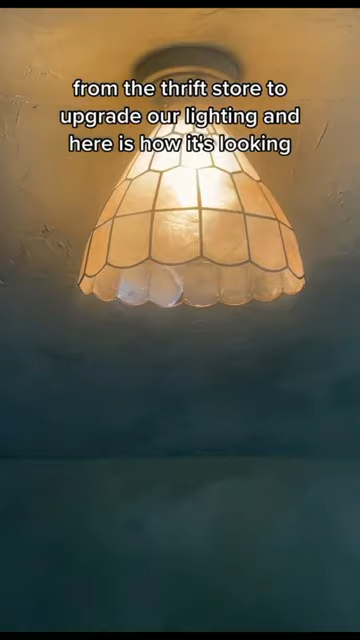 from the thrift store to
upgrade our lighting and
here is how it's looking